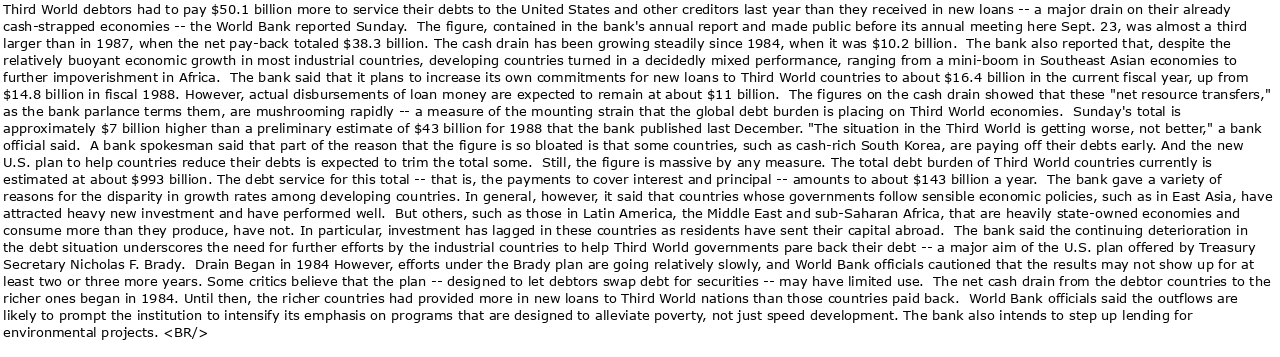 Third World debtors had to pay $50.1 billion more to service their debts to the United States and other creditors last year than they received in new loans -- a major drain on their already
cash-strapped economies -- the World Bank reported Sunday.  The figure, contained in the bank's annual report and made public before its annual meeting here Sept. 23, was almost a third
larger than in 1987, when the net pay-back totaled $38.3 billion. The cash drain has been growing steadily since 1984, when it was $10.2 billion.  The bank also reported that, despite the
relatively buoyant economic growth in most industrial countries, developing countries turned in a decidedly mixed performance, ranging from a mini-boom in Southeast Asian economies to
further impoverishment in Africa.  The bank said that it plans to increase its own commitments for new loans to Third World countries to about $16.4 billion in the current fiscal year, up from
$14.8 billion in fiscal 1988. However, actual disbursements of loan money are expected to remain at about $11 billion.  The figures on the cash drain showed that these "net resource transfers,"
as the bank parlance terms them, are mushrooming rapidly -- a measure of the mounting strain that the global debt burden is placing on Third World economies.  Sunday's total is
approximately $7 billion higher than a preliminary estimate of $43 billion for 1988 that the bank published last December. "The situation in the Third World is getting worse, not better," a bank
official said.  A bank spokesman said that part of the reason that the figure is so bloated is that some countries, such as cash-rich South Korea, are paying off their debts early. And the new
U.S. plan to help countries reduce their debts is expected to trim the total some.  Still, the figure is massive by any measure. The total debt burden of Third World countries currently is
estimated at about $993 billion. The debt service for this total -- that is, the payments to cover interest and principal -- amounts to about $143 billion a year.  The bank gave a variety of
reasons for the disparity in growth rates among developing countries. In general, however, it said that countries whose governments follow sensible economic policies, such as in East Asia, have
attracted heavy new investment and have performed well.  But others, such as those in Latin America, the Middle East and sub-Saharan Africa, that are heavily state-owned economies and
consume more than they produce, have not. In particular, investment has lagged in these countries as residents have sent their capital abroad.  The bank said the continuing deterioration in
the debt situation underscores the need for further efforts by the industrial countries to help Third World governments pare back their debt -- a major aim of the U.S. plan offered by Treasury
Secretary Nicholas F. Brady.  Drain Began in 1984 However, efforts under the Brady plan are going relatively slowly, and World Bank officials cautioned that the results may not show up for at
least two or three more years. Some critics believe that the plan -- designed to let debtors swap debt for securities -- may have limited use.  The net cash drain from the debtor countries to the
richer ones began in 1984. Until then, the richer countries had provided more in new loans to Third World nations than those countries paid back.  World Bank officials said the outflows are
likely to prompt the institution to intensify its emphasis on programs that are designed to alleviate poverty, not just speed development. The bank also intends to step up lending for
environmental projects. <BR/>